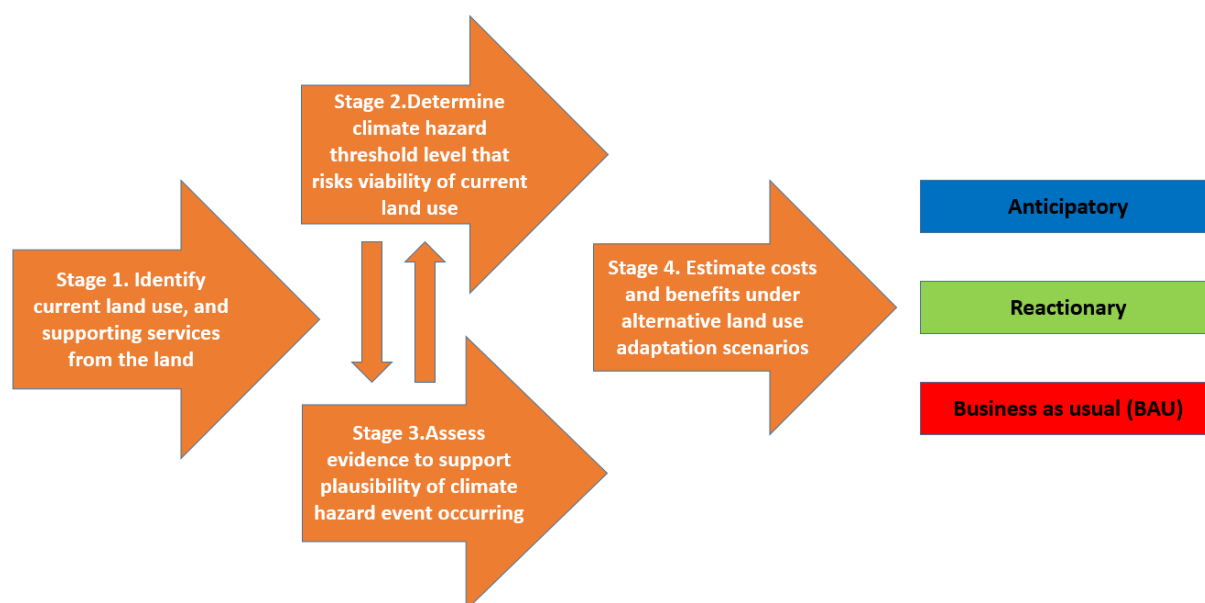 Stage 1. Identify
current land use, and
supporting services
from the land
Stage 2.Determine
climate hazard
threshold level that
risks viability of current
land use
Stage 3.Assess
evidence to support
plausibility of climate
hazard event occurring
Stage 4. Estimate costs
and benefits under
alternative land use
adaptation scenarios
Anticipatory
Reactionary
Business as usual (BAU)